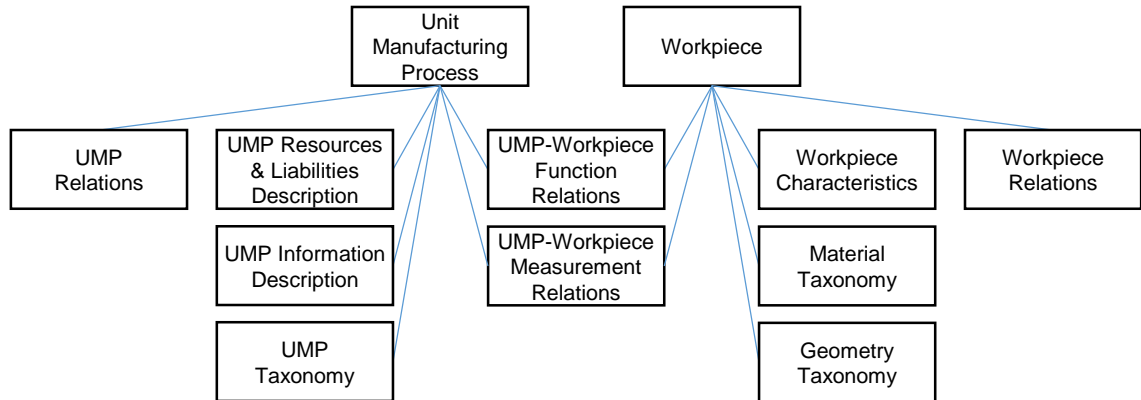 Unit
Manufacturing
Process
Workpiece
UMP
Relations
UMP Resources
& Liabilities
Description
UMP-Workpiece
Function
Relations
Workpiece
Characteristics
Workpiece
Relations
UMP Information
Description
UMP-Workpiece
Measurement
Relations
Material
Taxonomy
UMP
Taxonomy
Geometry
Taxonomy